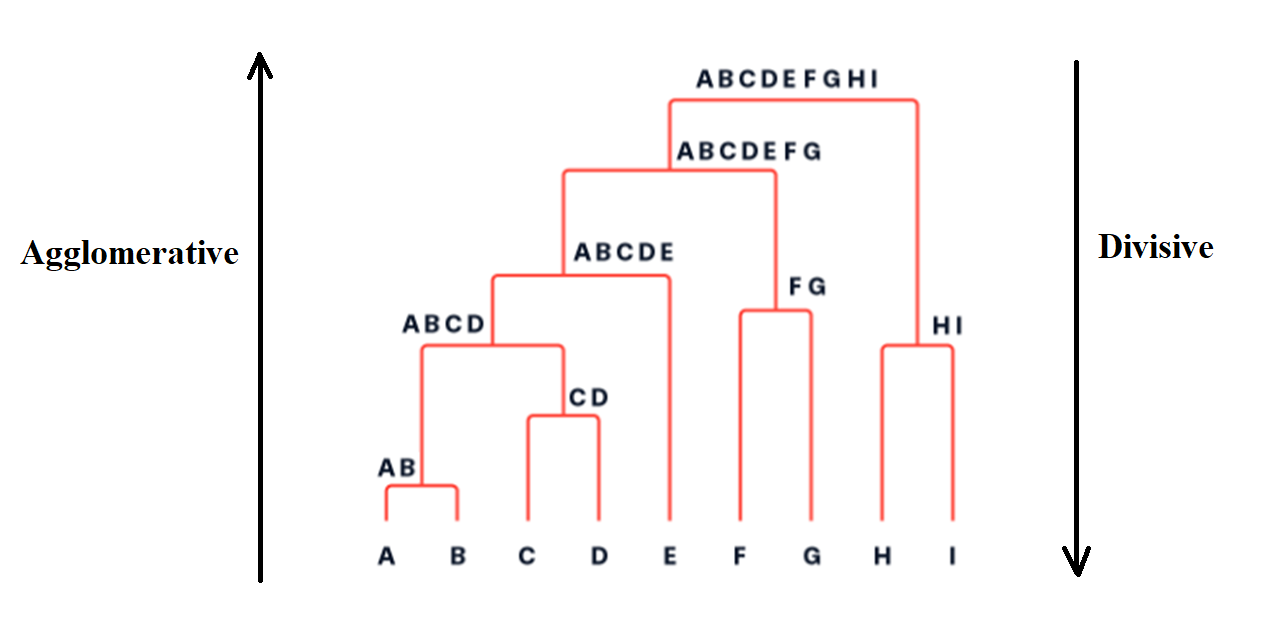 ABCDEFGHI
ABCDEFG
Agglomerative
Divisive
ABCDE
FG
ABCD
HI
CD
AB
A B C D E F G H I